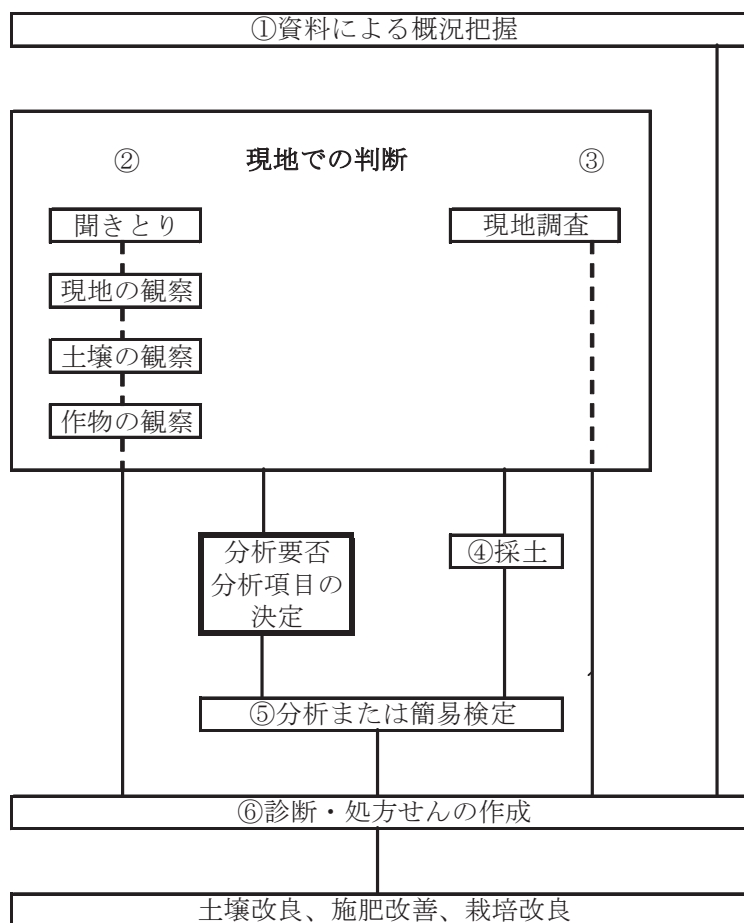 ①資料による概況把握
② 現地での判断 ③
聞きとり 現地調査
現地の観察
土壌の観察
作物の観察
分析要否
分析項目の
決定
④採土
⑤分析または簡易検定
⑥診断・処方せんの作成
土壌改良、施肥改善、栽培改良